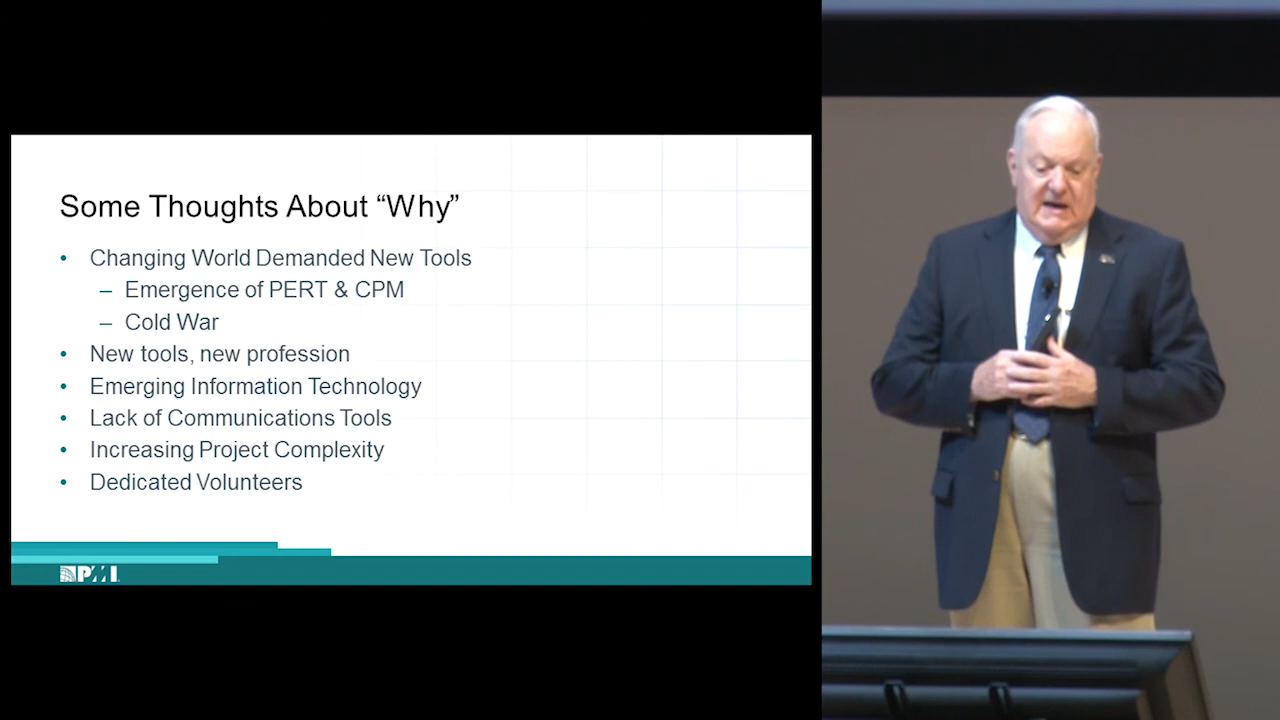 Some Thoughts About “Why”
• Changing World Demanded New Tools
– Emergence of PERT & CPM
– Cold War
• New tools, new profession
• Emerging Information Technology
• Lack of Communications Tools
• Increasing Project Complexity
• Dedicated Volunteers
PMI